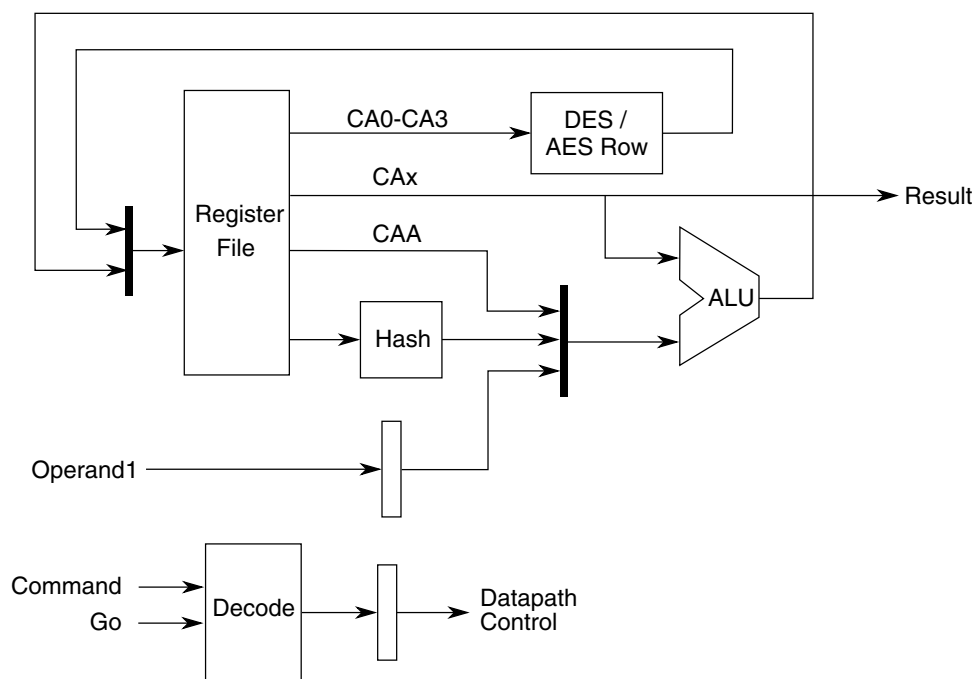 CA0-CA3
DES /
AES Row
CAx
Result
Register
File
CAA
ALU
Hash
Operand1
Command
Go
Decode
Datapath
Control